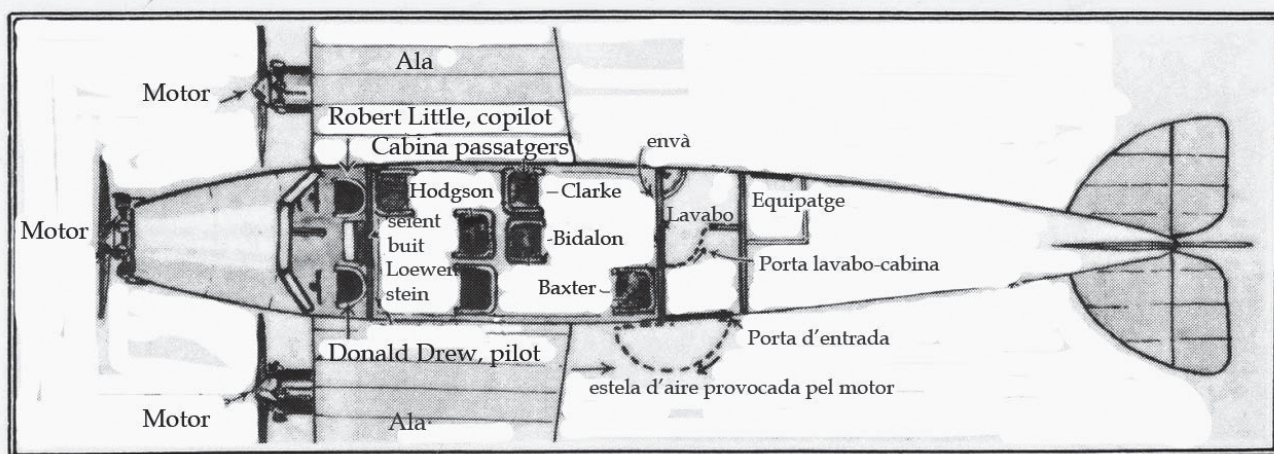 Ala
Motor
Robert Little, copilot
Cabina passatgers
envà
Hodgson
Clarke
Lavabo
Equipatge
Motor
seient
buit
Bidalon
Loewen
stein
Porta lavabo-cabina
Baxter
Porta d'entrada
Donald Drew, pilot
estela d'aire provocada pel motor
Motor
Ala